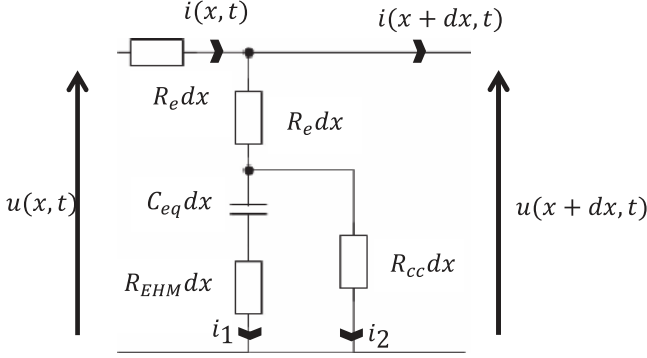 i(x,t)
i(x + dx,t)
R_e dx
R_e dx
u(x,t)
C_eq dx
u(x + dx,t)
R_EHM dx
R_cc dx
i_1
i_2